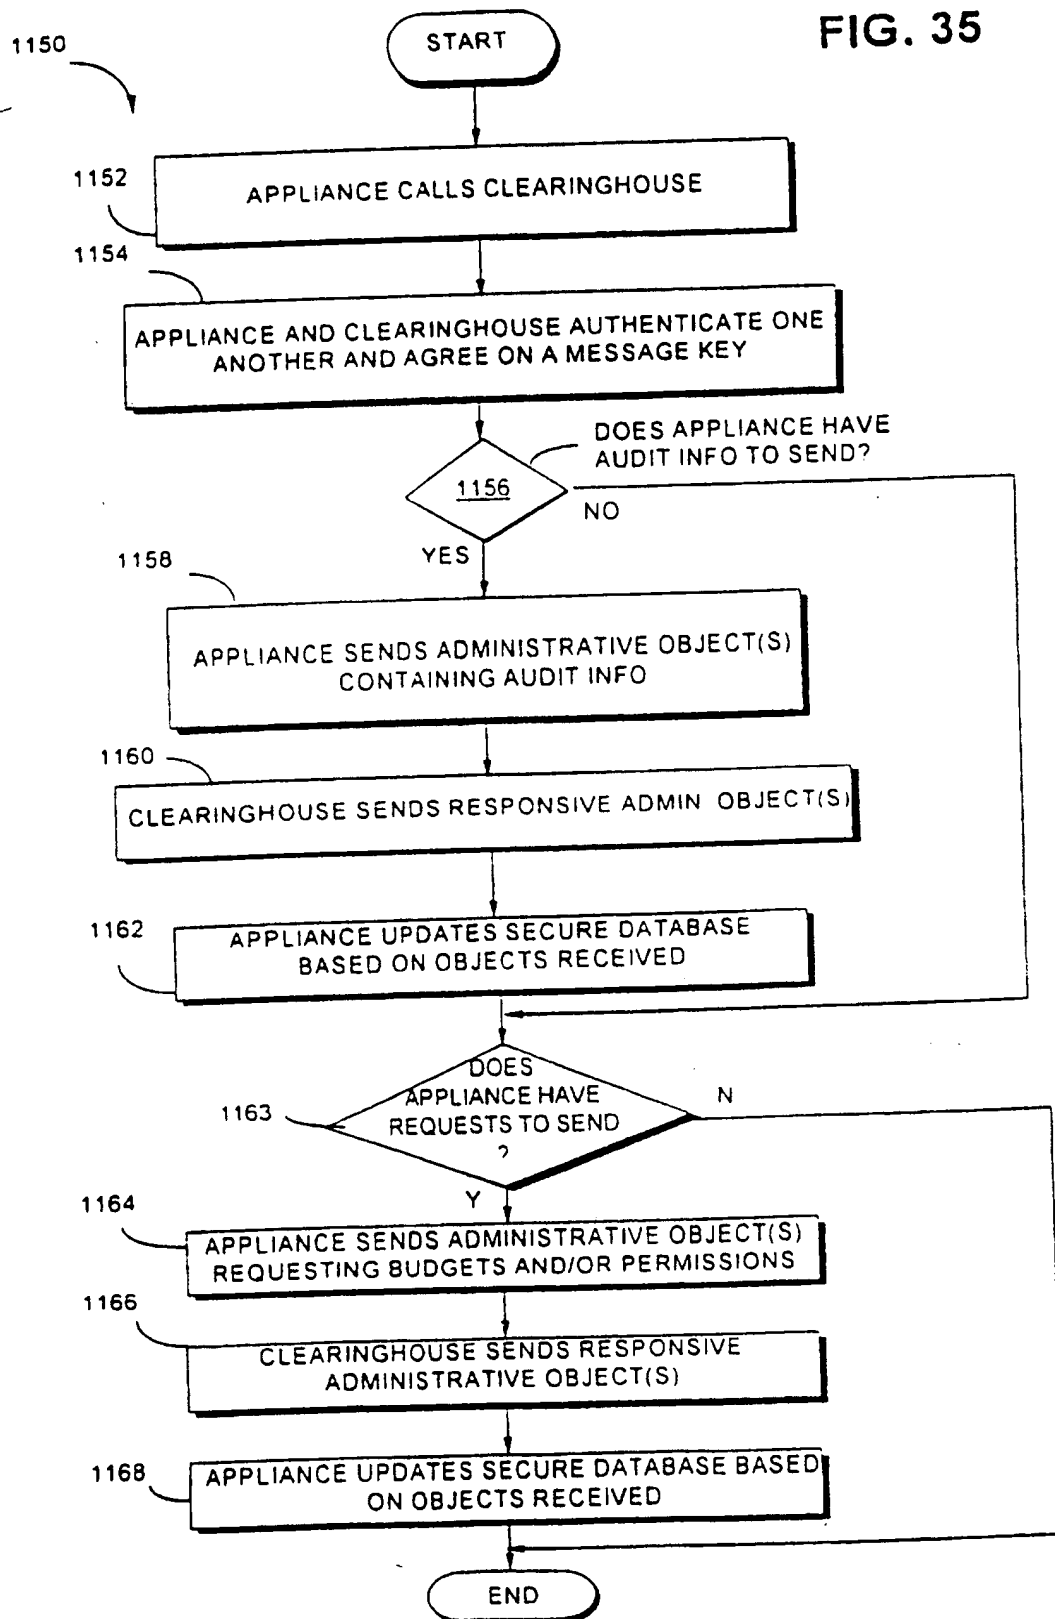 FIG. 35
START
1150
1152
APPLIANCE CALLS CLEARINGHOUSE
1154
APPLIANCE AND CLEARINGHOUSE AUTHENTICATE ONE
ANOTHER AND AGREE ON A MESSAGE KEY
DOES APPLIANCE HAVE
AUDIT INFO TO SEND?
1156
NO
YES
1158
APPLIANCE SENDS ADMINISTRATIVE OBJECT(S)
CONTAINING AUDIT INFO
1160
CLEARINGHOUSE SENDS RESPONSIVE ADMIN OBJECT(S)
1162
APPLIANCE UPDATES SECURE DATABASE
BASED ON OBJECTS RECEIVED
DOES
APPLIANCE HAVE
REQUESTS TO SEND
?
1163
N
Y
1164
APPLIANCE SENDS ADMINISTRATIVE OBJECT(S)
REQUESTING BUDGETS AND/OR PERMISSIONS
1166
CLEARINGHOUSE SENDS RESPONSIVE
ADMINISTRATIVE OBJECT(S)
1168
APPLIANCE UPDATES SECURE DATABASE BASED
ON OBJECTS RECEIVED
END